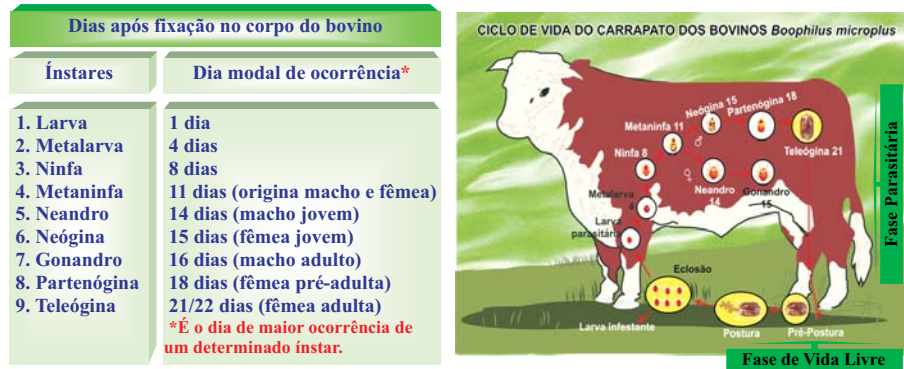 Dias após fixação no corpo do bovino
Ínstares
Dia modal de ocorrência*
1. Larva
1 dia
2. Metalarva
4 dias
3. Ninfa
8 dias
4. Metaninfa
11 dias (origina macho e fêmea)
5. Neandro
14 dias (macho jovem)
6. Neógina
15 dias (fêmea jovem)
7. Gonandro
16 dias (macho adulto)
8. Partenógina
18 dias (fêmea pré-adulta)
9. Teleógina
21/22 dias (fêmea adulta)
*É o dia de maior ocorrência de
um determinado ínstar.
CICLO DE VIDA DO CARRAPATO DOS BOVINOS Boophilus microplus
Neógina 15
Partenógina 18
Metaninfa 11
♂
Teleógina 21
Ninfa 8
♀
Neandro
14
Gonandro
15
Metalarva
4
Larva
parasitária
1
Eclosão
Larva infestante
Postura
Pré-Postura
Fase Parasitária
Fase de Vida Livre